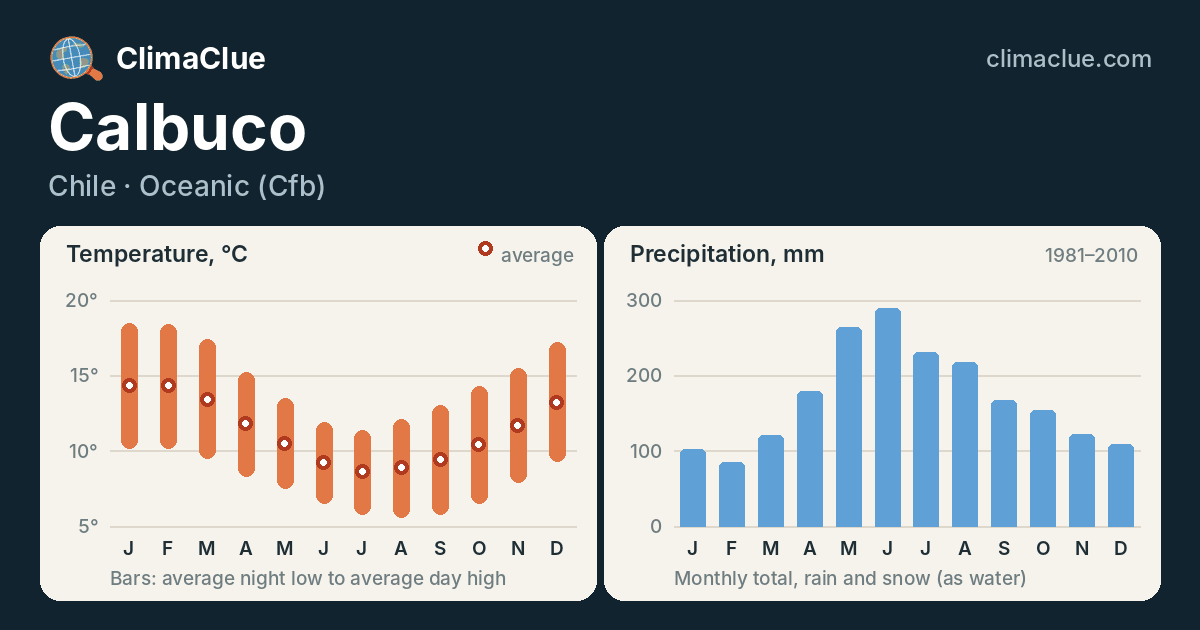 ClimaClue
climaclue.com
Calbuco
Chile · Oceanic (Cfb)
Temperature, °C
average
20°
15°
10°
5°
J F M A M J J A S O N D
Bars: average night low to average day high
Precipitation, mm
1981–2010
300
200
100
0
J F M A M J J A S O N D
Monthly total, rain and snow (as water)